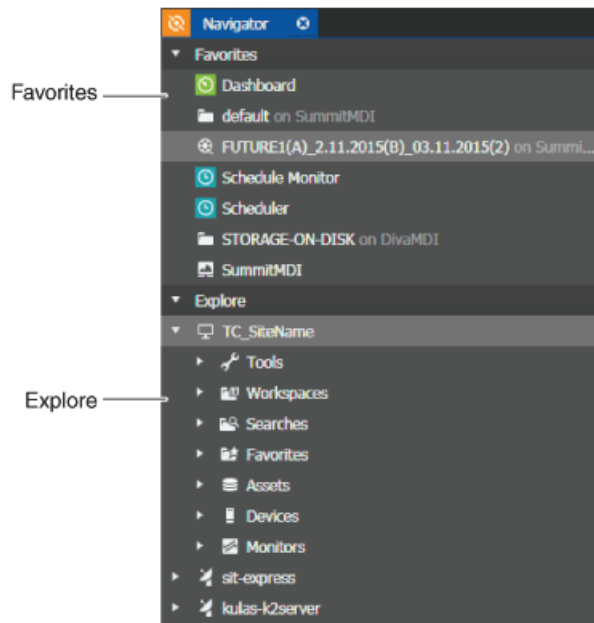 Navigator
Favorites
Favorites
Dashboard
default on SummitMDI
FUTURE1(A)_2.11.2015(B)_03.11.2015(2) on Summi...
Schedule Monitor
Scheduler
STORAGE-ON-DISK on DivaMDI
SummitMDI
Explore
TC_SiteName
Tools
Explore
Workspaces
Searches
Favorites
Assets
Devices
Monitors
sit-express
kulas-k2server